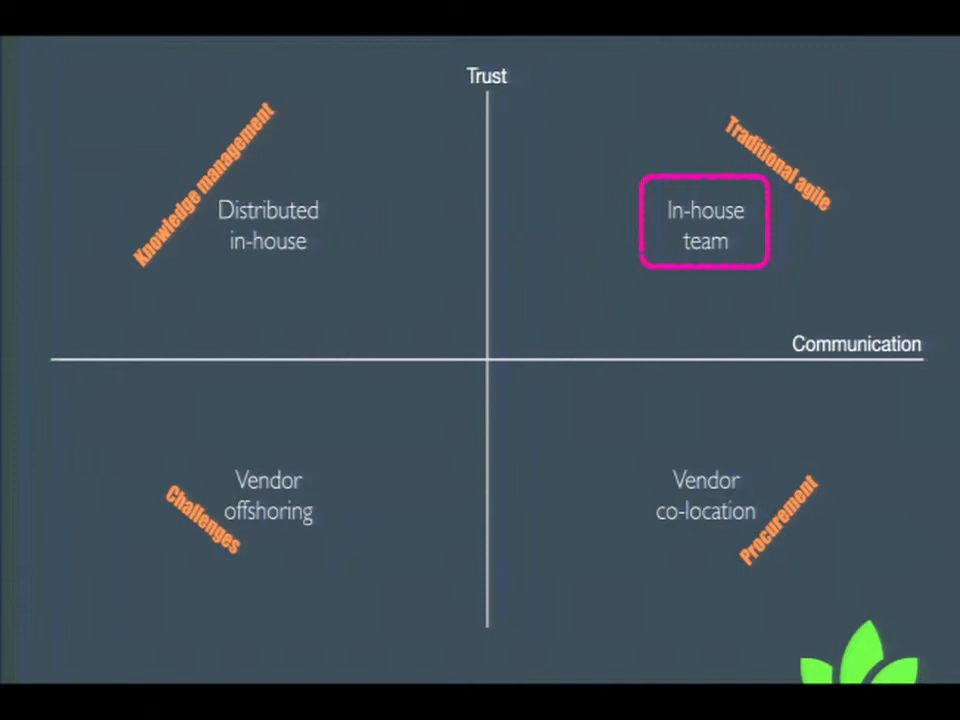 Trust
Knowledge management
Traditional agile
Distributed
in-house
In-house
team
Communication
Vendor
offshoring
Challenges
Vendor
co-location
Procurement